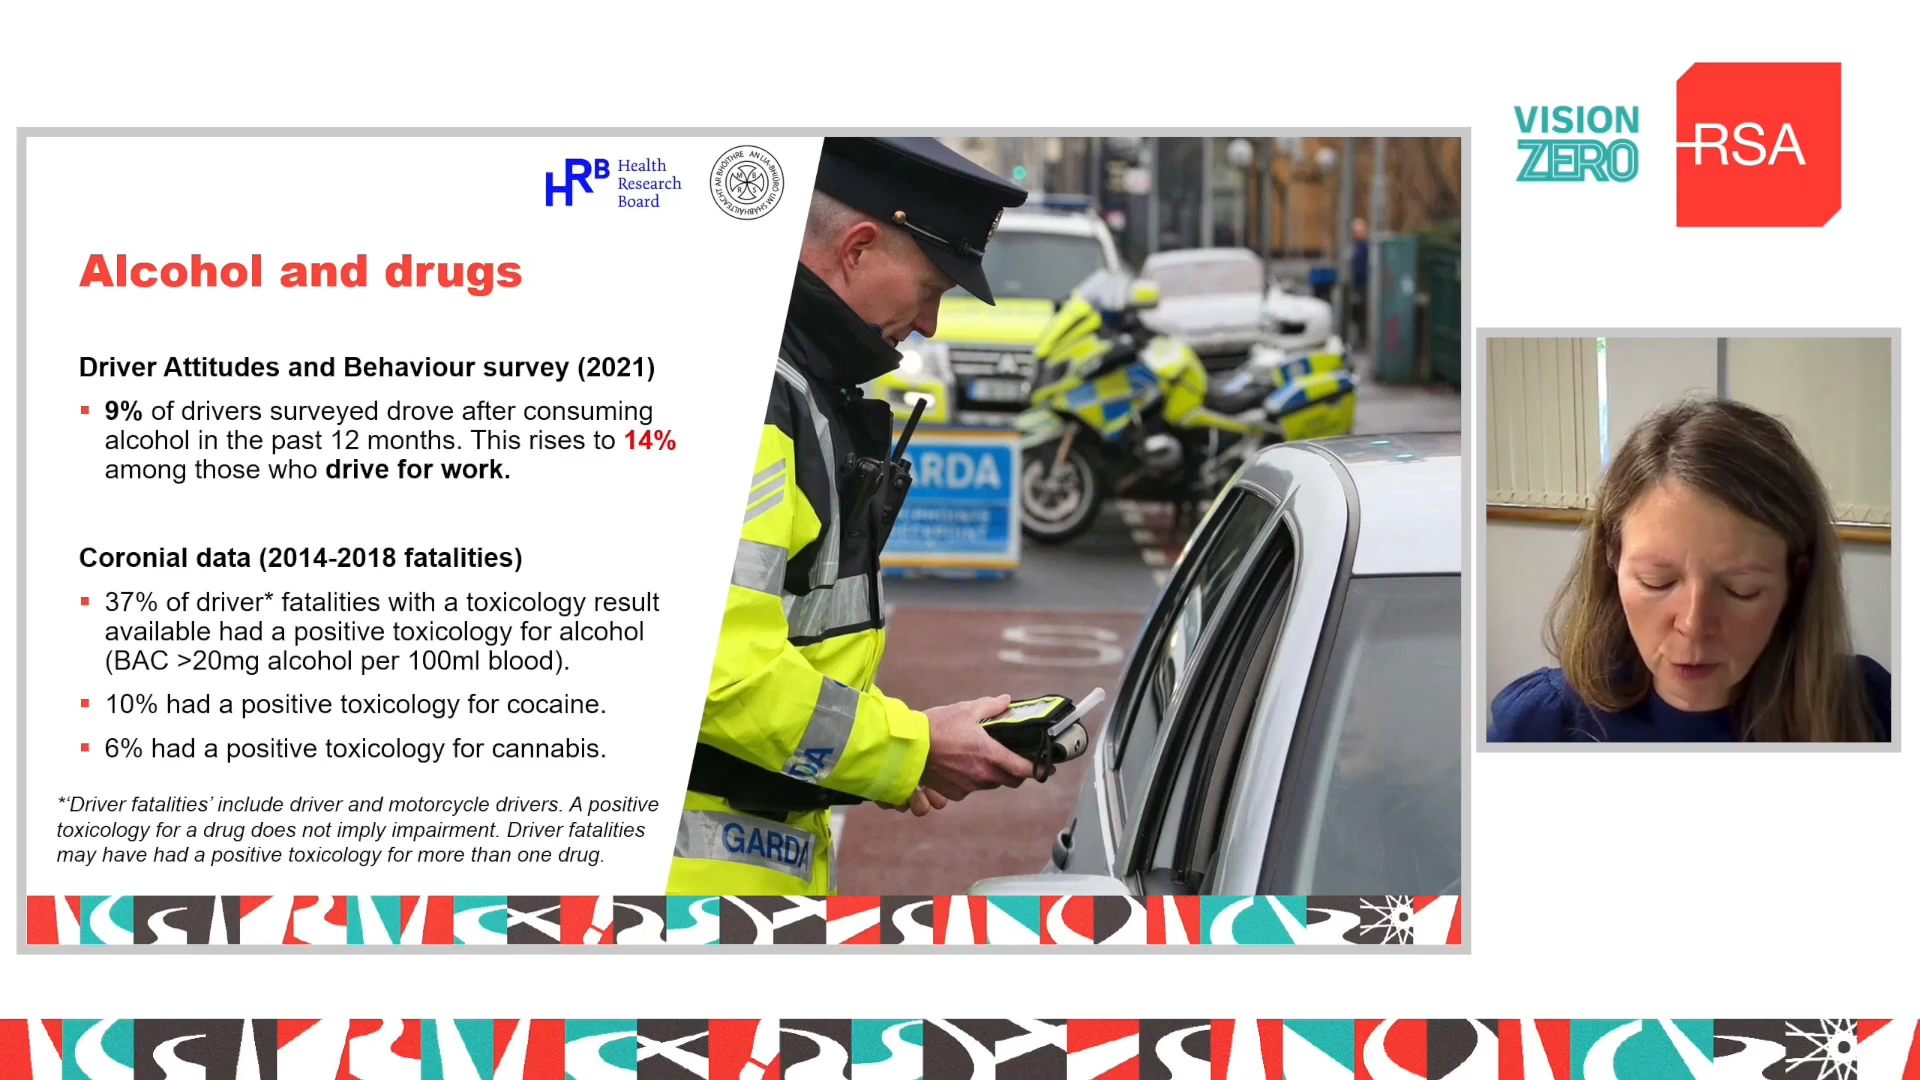 HRB Health
Research
Board
VISION
ZERO
RSA
Alcohol and drugs
Driver Attitudes and Behaviour survey (2021)
9% of drivers surveyed drove after consuming
alcohol in the past 12 months. This rises to 14%
among those who drive for work.
Coronial data (2014-2018 fatalities)
37% of driver* fatalities with a toxicology result
available had a positive toxicology for alcohol
(BAC >20mg alcohol per 100ml blood).
10% had a positive toxicology for cocaine.
6% had a positive toxicology for cannabis.
*‘Driver fatalities’ include driver and motorcycle drivers. A positive
toxicology for a drug does not imply impairment. Driver fatalities
may have had a positive toxicology for more than one drug.
ARDA
DA
GARDA